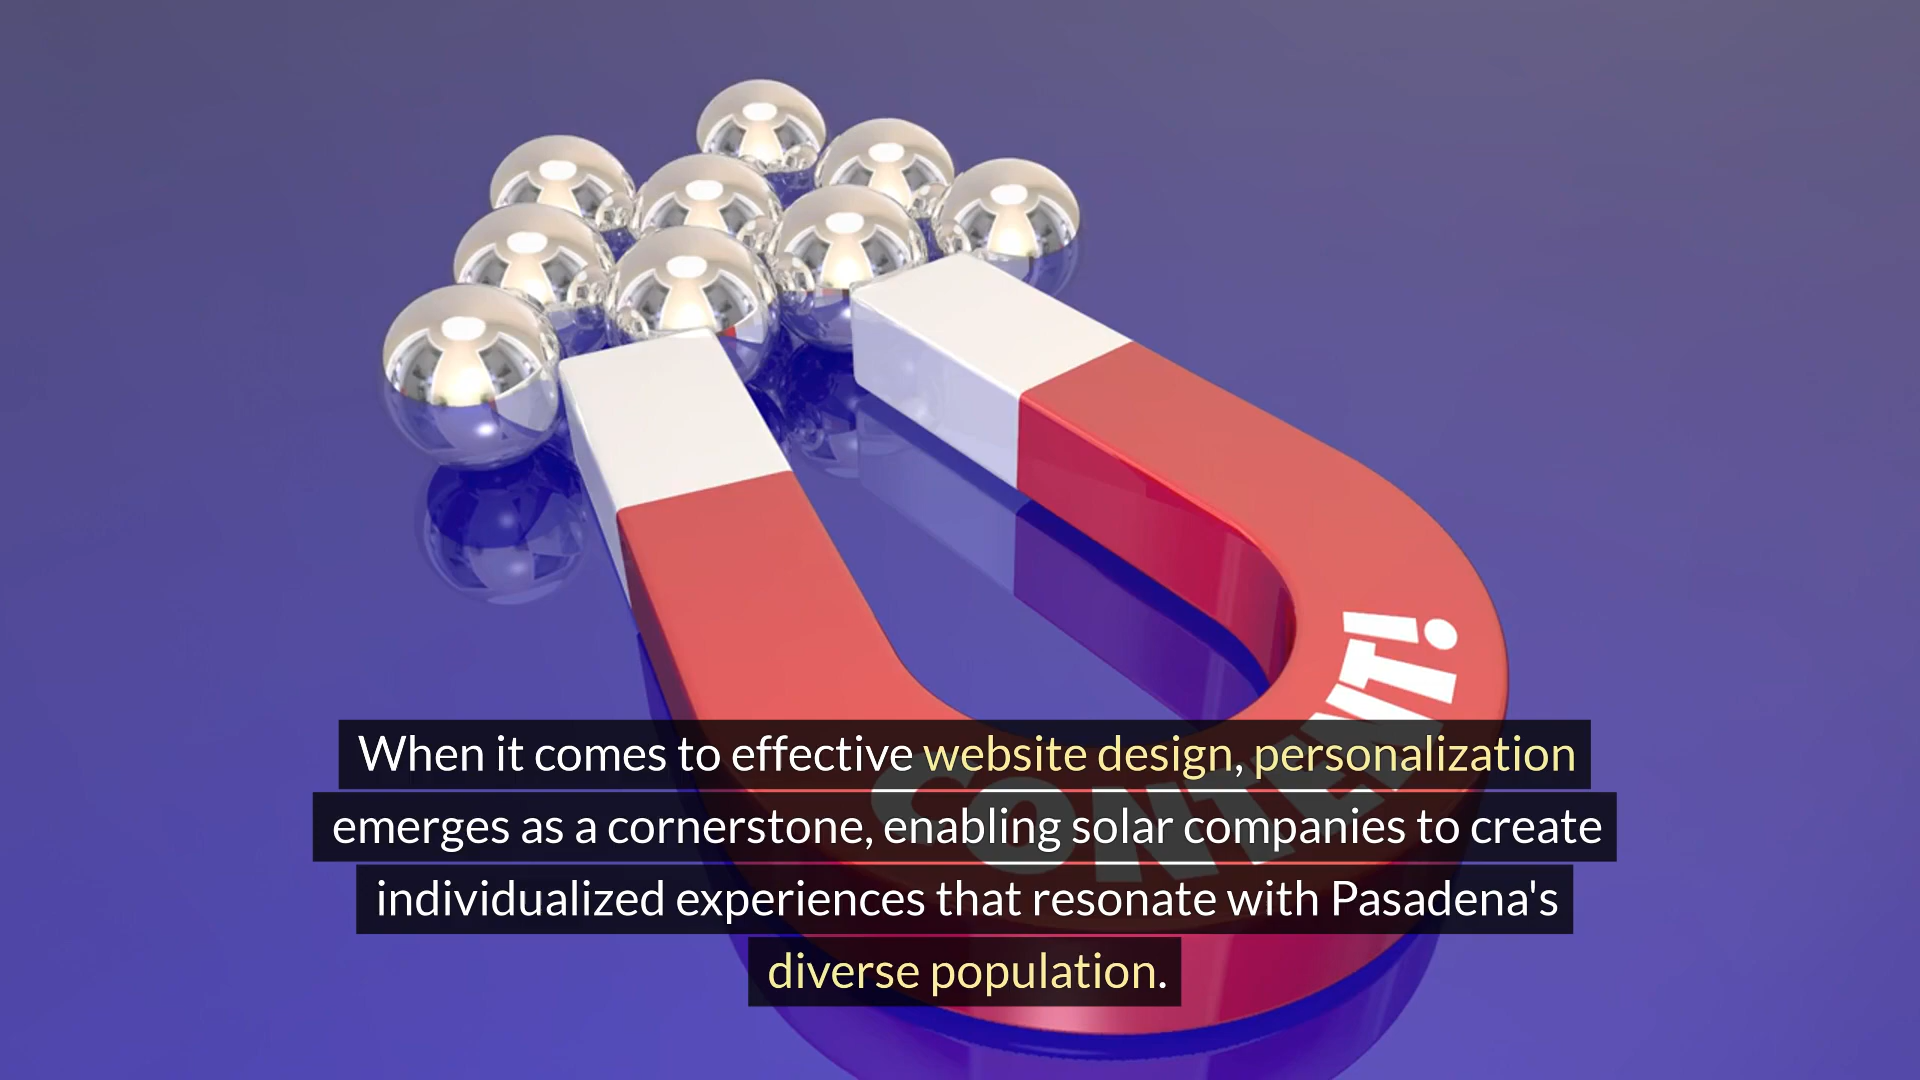 CONTENT!
When it comes to effective website design, personalization
emerges as a cornerstone, enabling solar companies to create
individualized experiences that resonate with Pasadena's
diverse population.